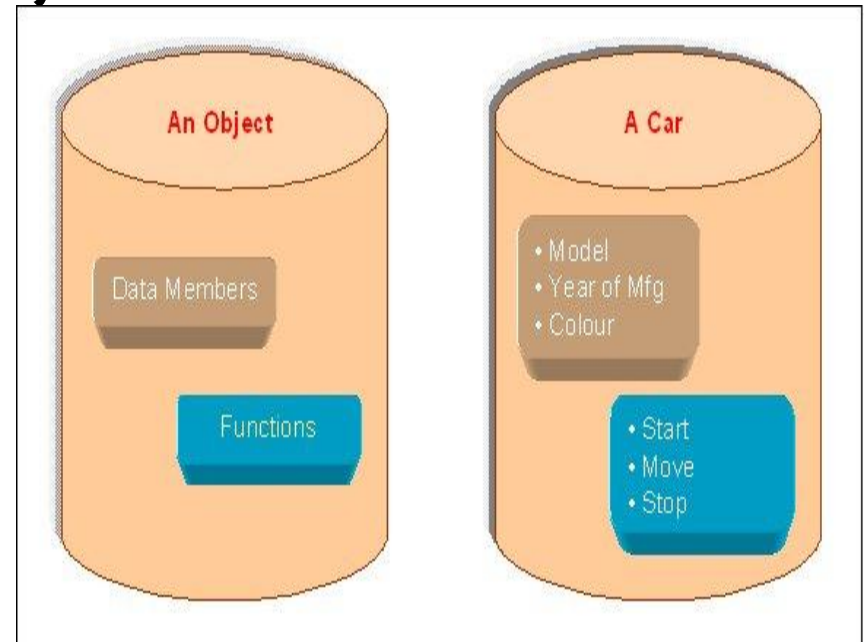 An Object
Data Members
Functions
A Car
• Model
• Year of Mfg
• Colour
• Start
• Move
• Stop